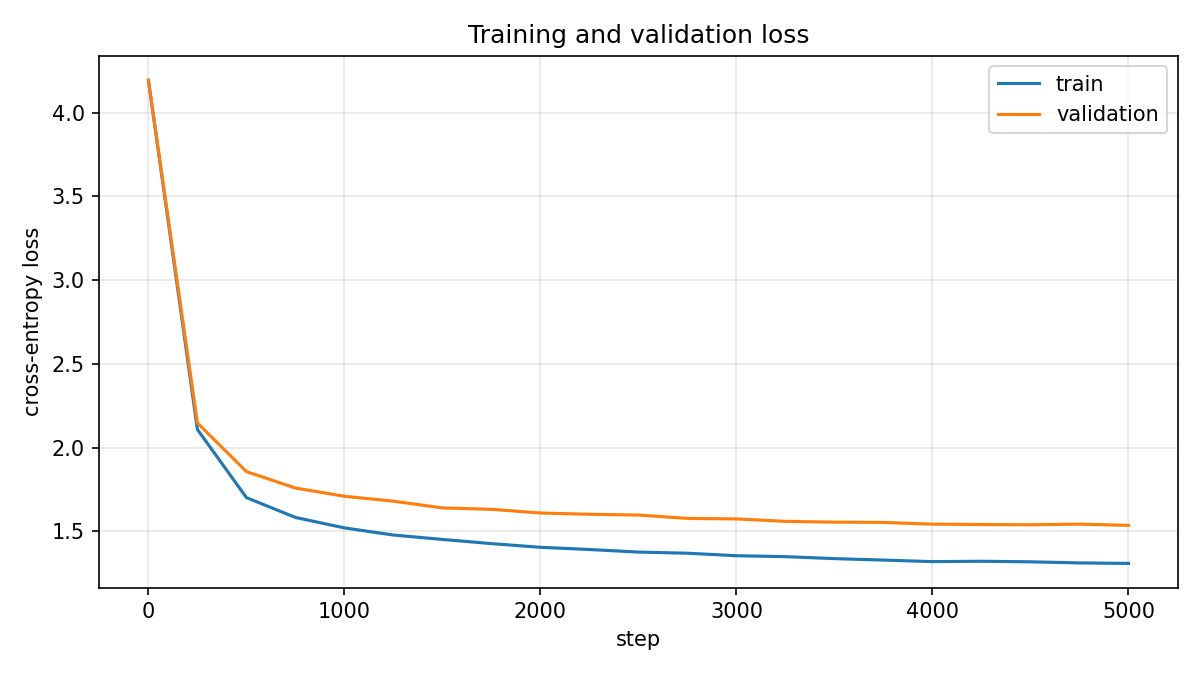 Training and validation loss
train
validation
cross-entropy loss
4.0
3.5
3.0
2.5
2.0
1.5
0 1000 2000 3000 4000 5000
step